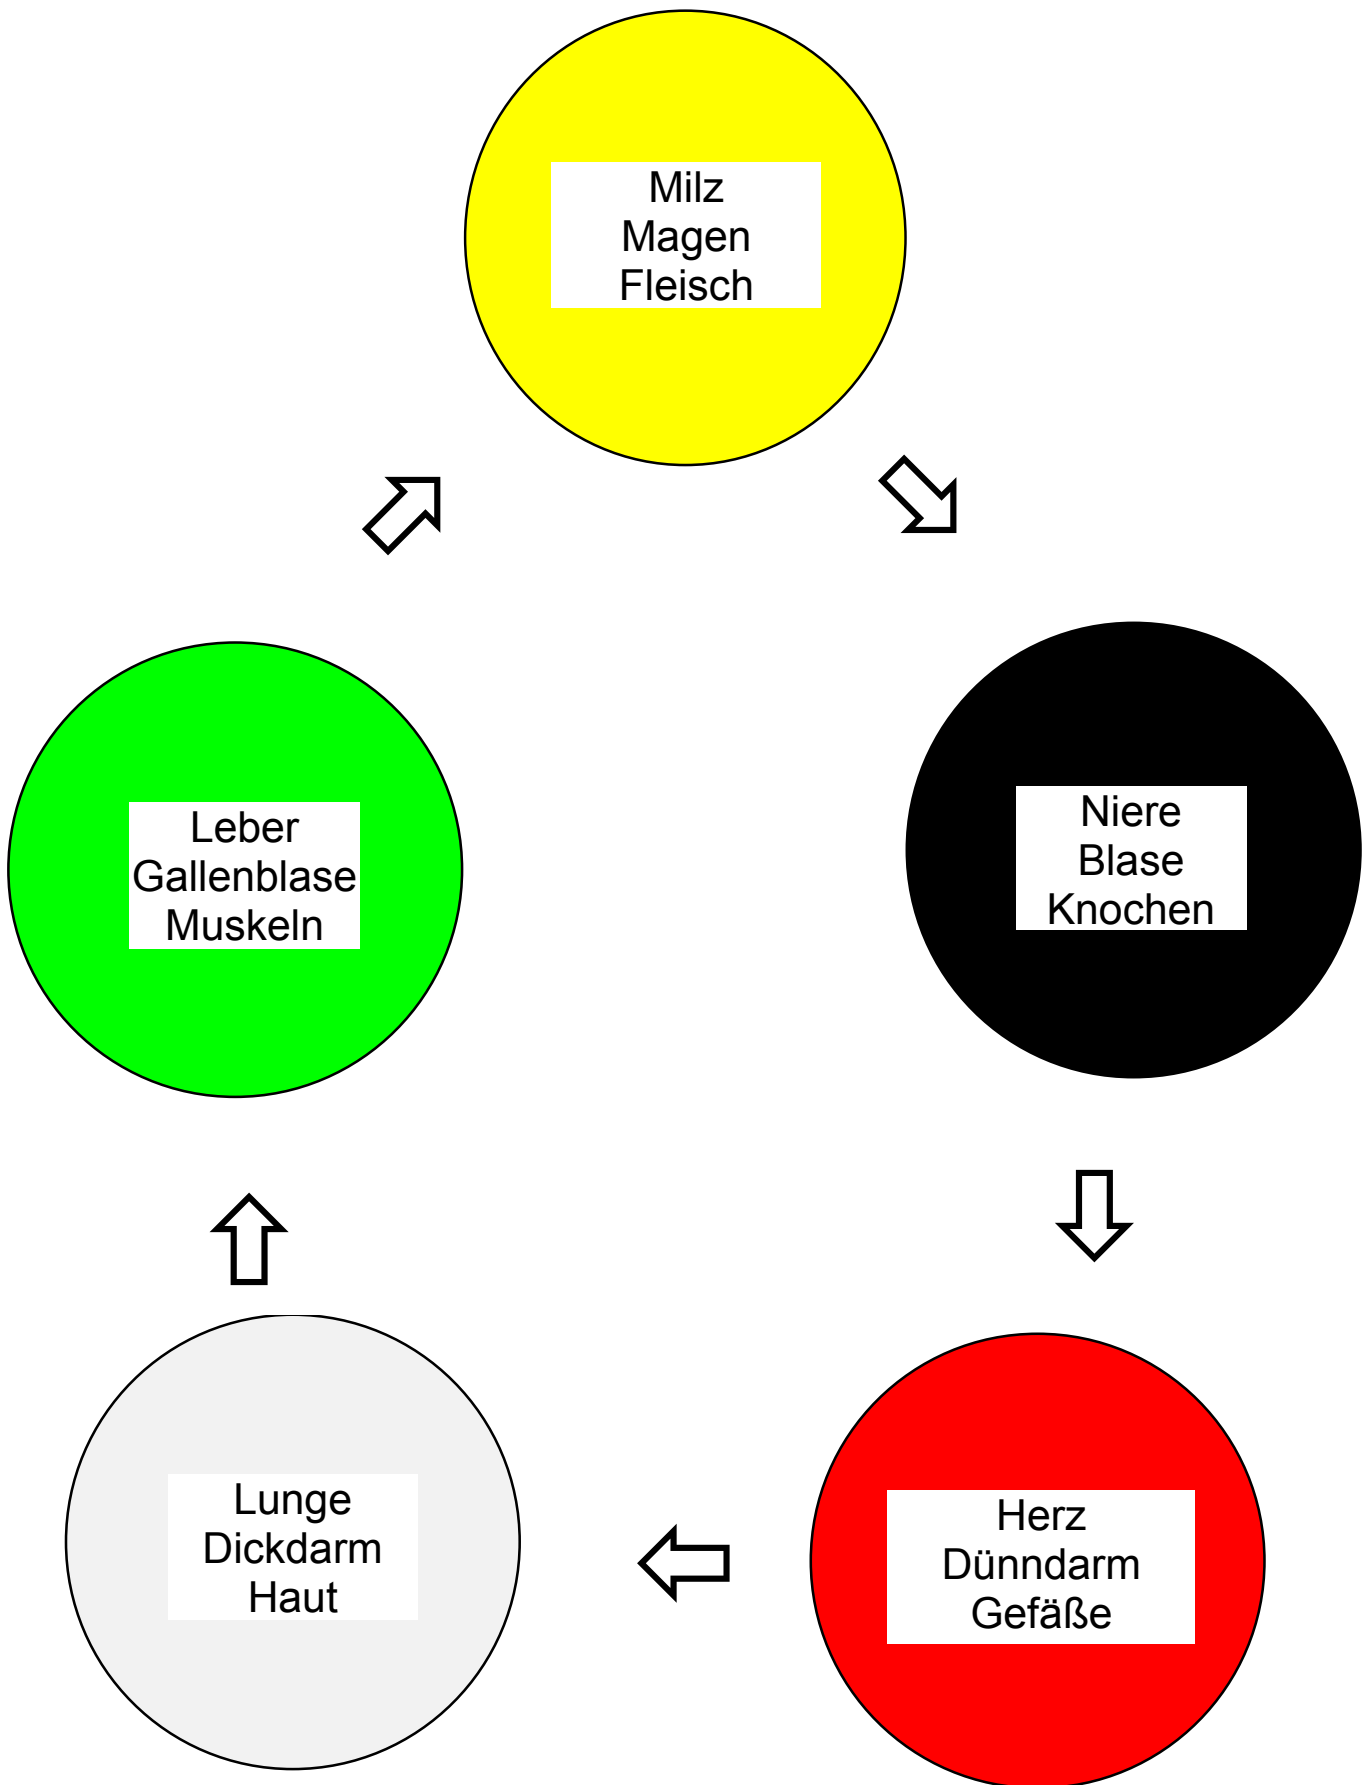 Milz
Magen
Fleisch
Niere
Blase
Knochen
Herz
Dünndarm
Gefäße
Lunge
Dickdarm
Haut
Leber
Gallenblase
Muskeln